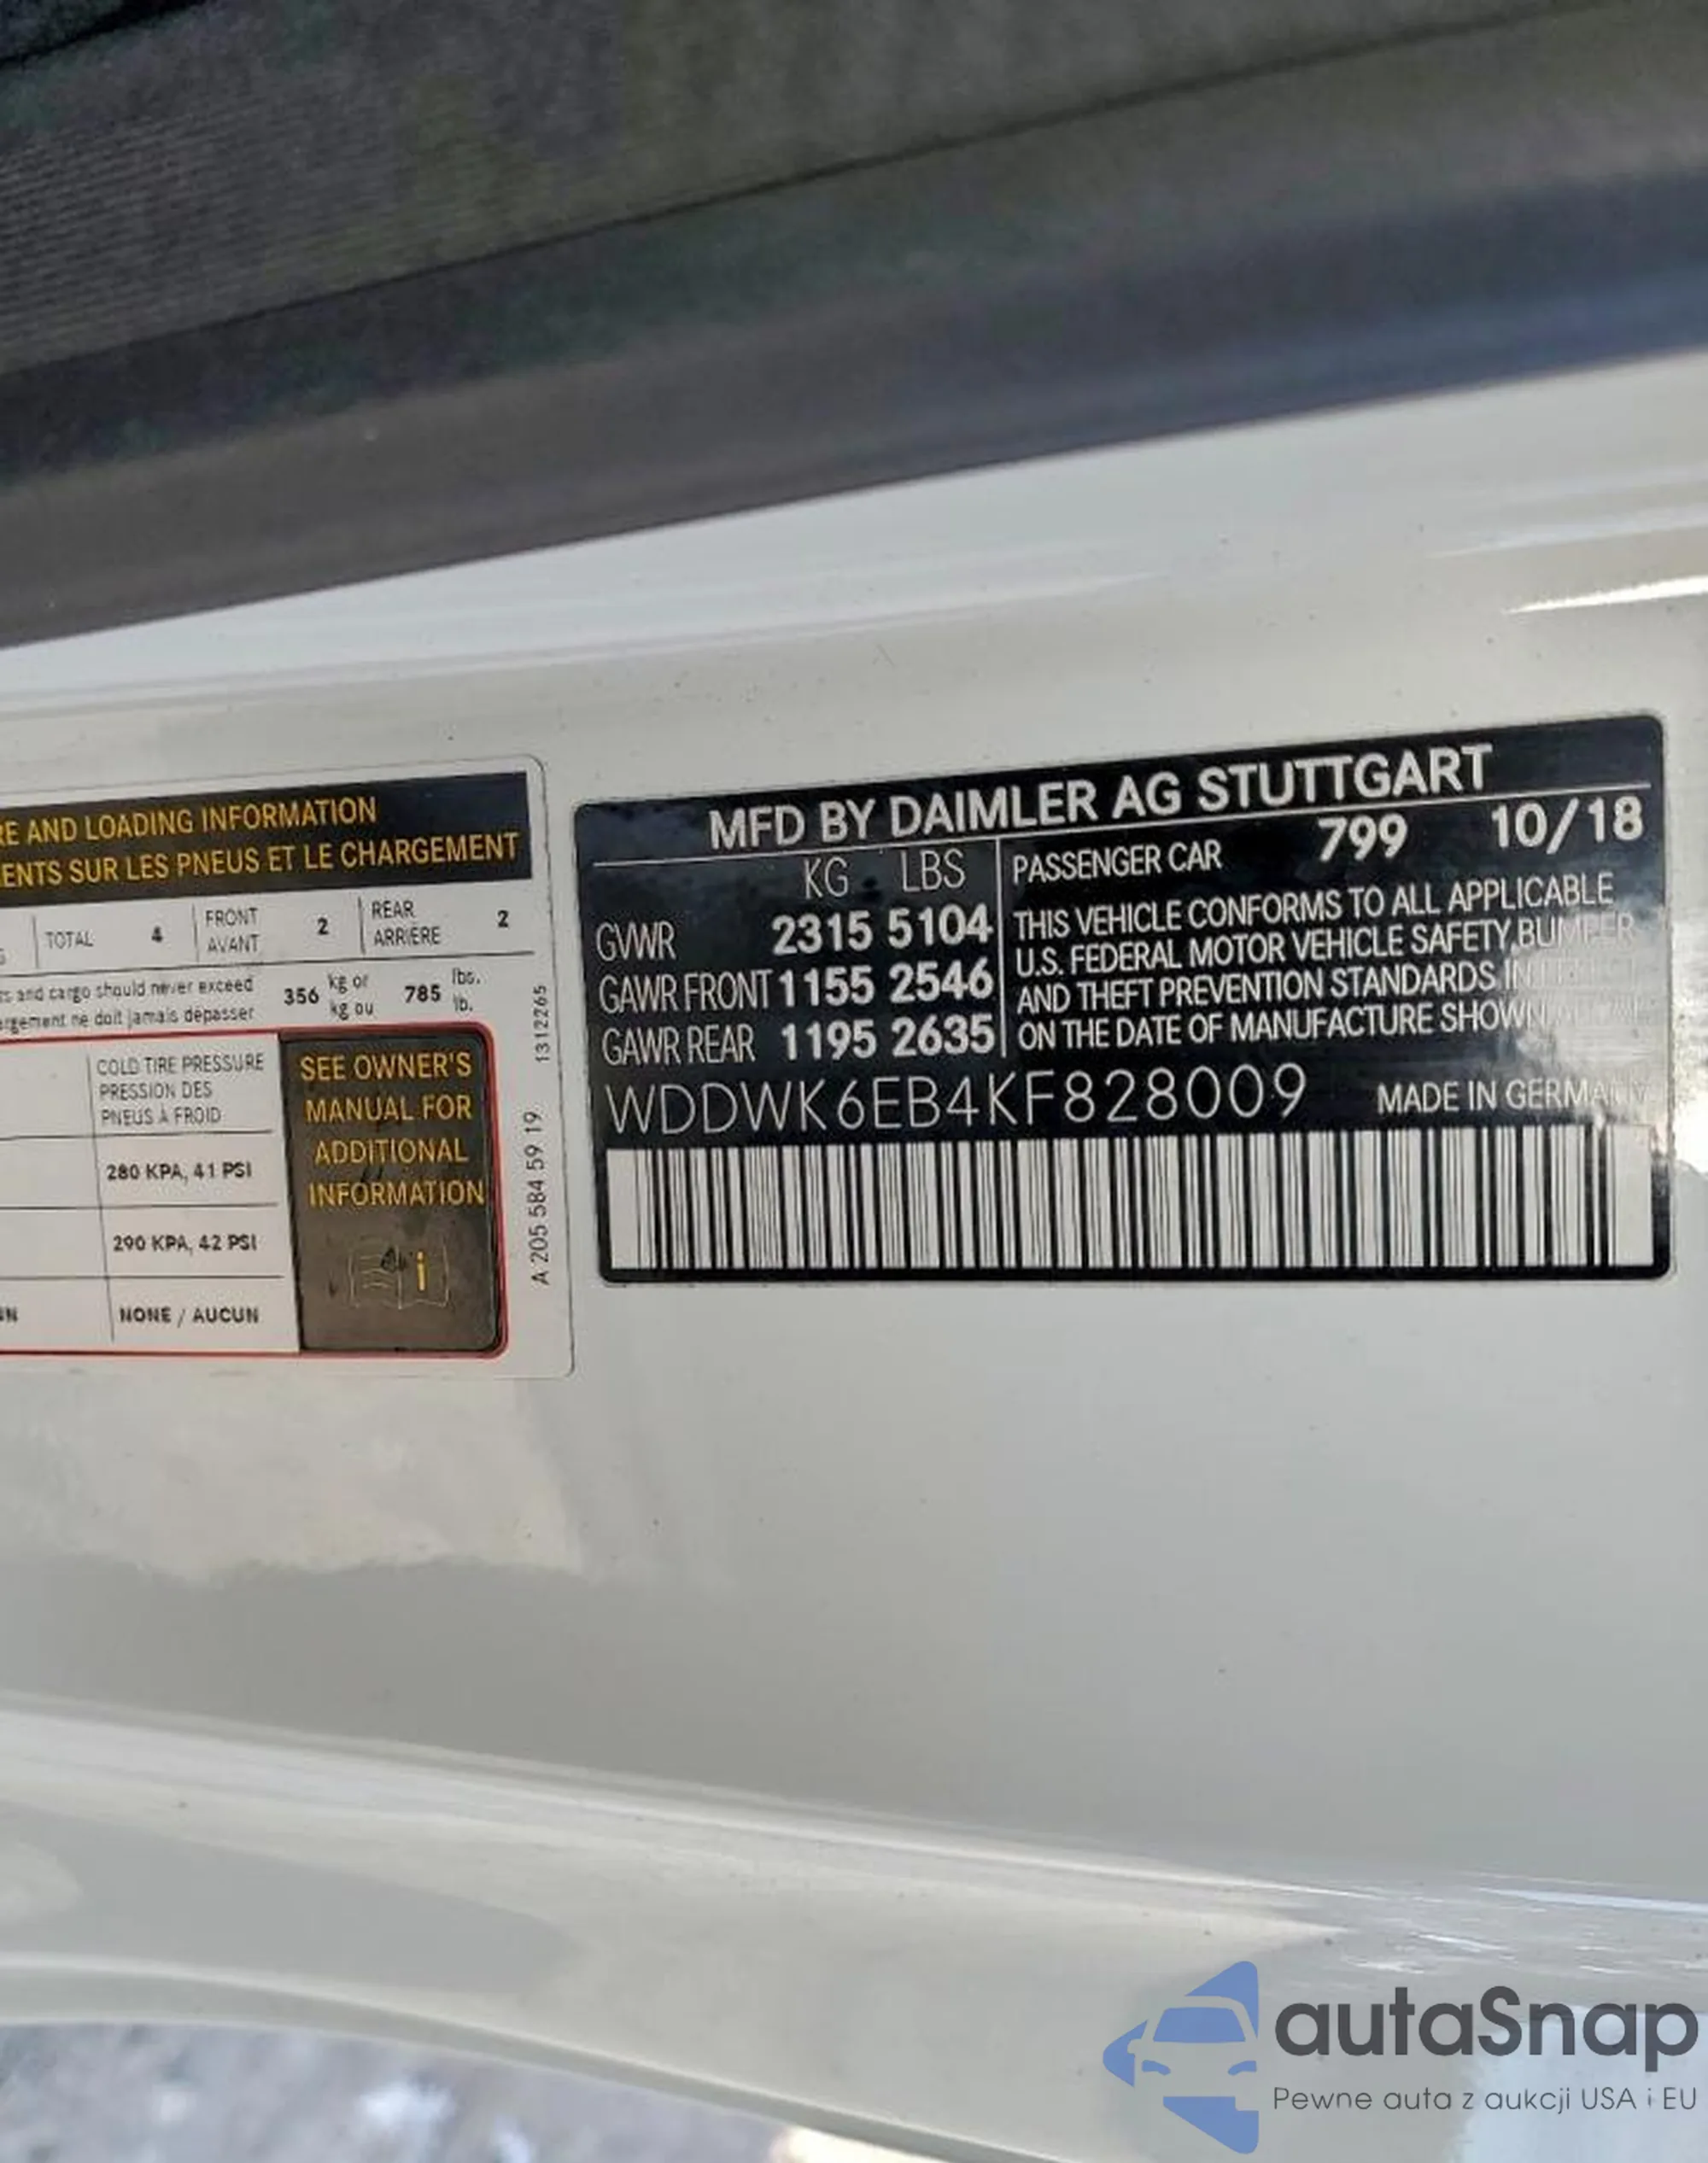 RE AND LOADING INFORMATION
ENTS SUR LES PNEUS ET LE CHARGEMENT
TOTAL 4 FRONT AVANT 2 REAR ARRIÈRE 2
and cargo should never exceed 356 kg or 785 lbs.
argement ne doit jamais dépasser kg ou lb.
COLD TIRE PRESSURE
PRESSION DES
PNEUS À FROID
280 KPA, 41 PSI
290 KPA, 42 PSI
NONE / AUCUN
SEE OWNER'S
MANUAL FOR
ADDITIONAL
INFORMATION
i
A 205 584 59 19 1312265
MFD BY DAIMLER AG STUTTGART
KG LBS
GVWR 2315 5104
GAWR FRONT 1155 2546
GAWR REAR 1195 2635
PASSENGER CAR 799 10/18
THIS VEHICLE CONFORMS TO ALL APPLICABLE
U.S. FEDERAL MOTOR VEHICLE SAFETY, BUMPER
AND THEFT PREVENTION STANDARDS IN
ON THE DATE OF MANUFACTURE SHOWN
WDDWK6EB4KF828009 MADE IN GERMANY
autaSnap
Pewne auta z aukcji USA i EU